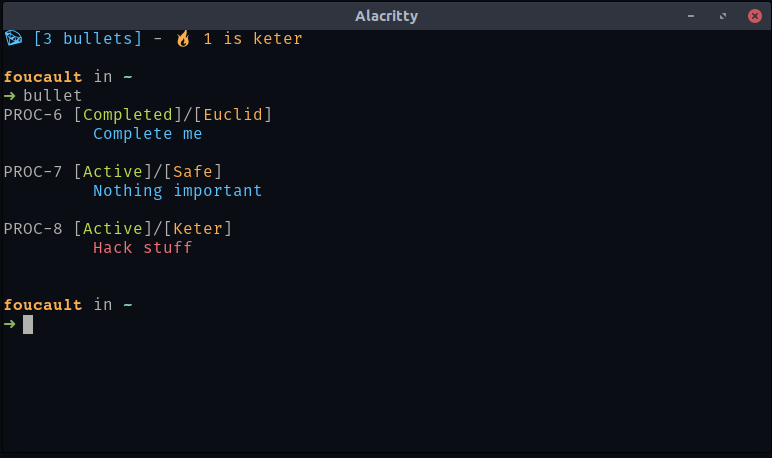 Alacritty
[3 bullets] - 🔥 1 is keter
foucault in ~
➜ bullet
PROC-6 [Completed]/[Euclid]
Complete me
PROC-7 [Active]/[Safe]
Nothing important
PROC-8 [Active]/[Keter]
Hack stuff
foucault in ~
➜